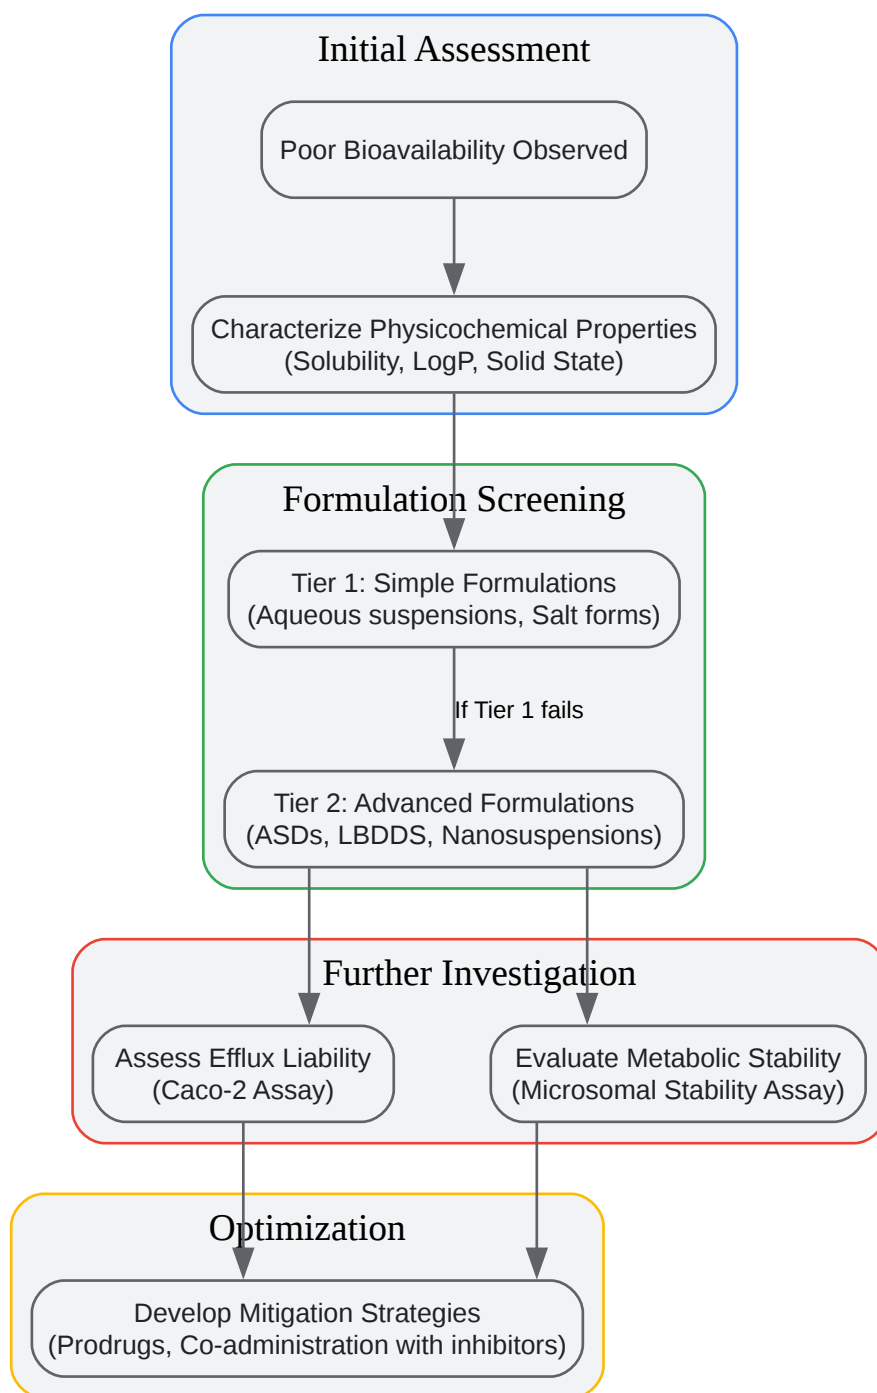 Initial Assessment
Poor Bioavailability Observed
Characterize Physicochemical Properties
(Solubility, LogP, Solid State)
Formulation Screening
Tier 1: Simple Formulations
(Aqueous suspensions, Salt forms)
If Tier 1 fails
Tier 2: Advanced Formulations
(ASDs, LBDDS, Nanosuspensions)
Further Investigation
Assess Efflux Liability
(Caco-2 Assay)
Evaluate Metabolic Stability
(Microsomal Stability Assay)
Optimization
Develop Mitigation Strategies
(Prodrugs, Co-administration with inhibitors)